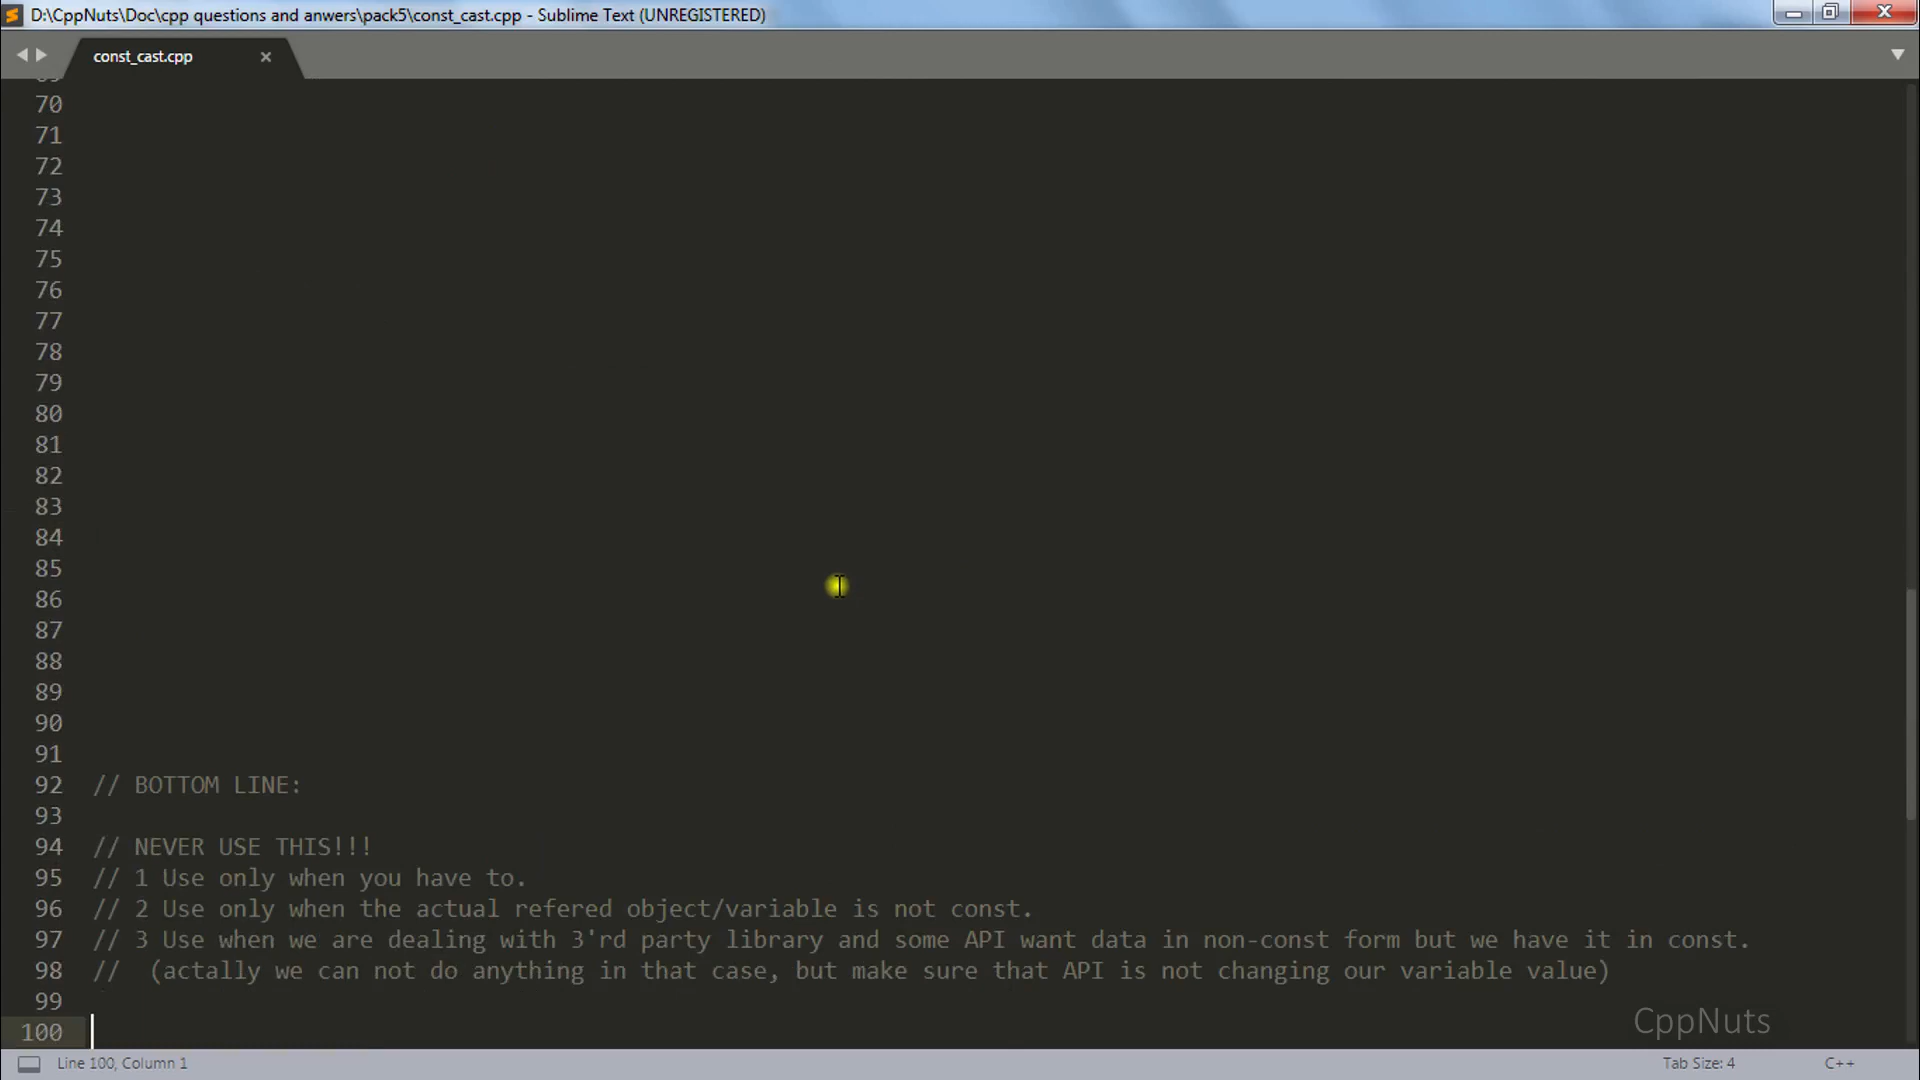 D:\CppNuts\Doc\cpp questions and anwers\pack5\const_cast.cpp - Sublime Text (UNREGISTERED)
const_cast.cpp
70
71
72
73
74
75
76
77
78
79
80
81
82
83
84
85
86
87
88
89
90
91
92 // BOTTOM LINE:
93
94 // NEVER USE THIS!!!
95 // 1 Use only when you have to.
96 // 2 Use only when the actual refered object/variable is not const.
97 // 3 Use when we are dealing with 3'rd party library and some API want data in non-const form but we have it in const.
98 //  (actally we can not do anything in that case, but make sure that API is not changing our variable value)
99
100
CppNuts
Line 100, Column 1
Tab Size: 4
C++